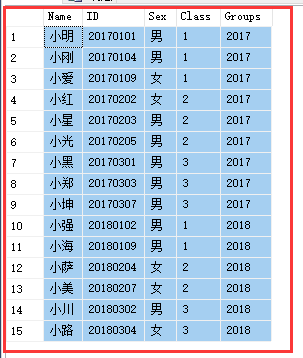 Name ID Sex Class Groups
1 小明 20170101 男 1 2017
2 小刚 20170104 男 1 2017
3 小爱 20170109 女 1 2017
4 小红 20170202 女 2 2017
5 小星 20170203 男 2 2017
6 小光 20170205 男 2 2017
7 小黑 20170301 男 3 2017
8 小郑 20170303 男 3 2017
9 小坤 20170307 男 3 2017
10 小强 20180102 男 1 2018
11 小海 20180109 男 1 2018
12 小萨 20180204 女 2 2018
13 小美 20180207 女 2 2018
14 小川 20180302 男 3 2018
15 小路 20180304 女 3 2018